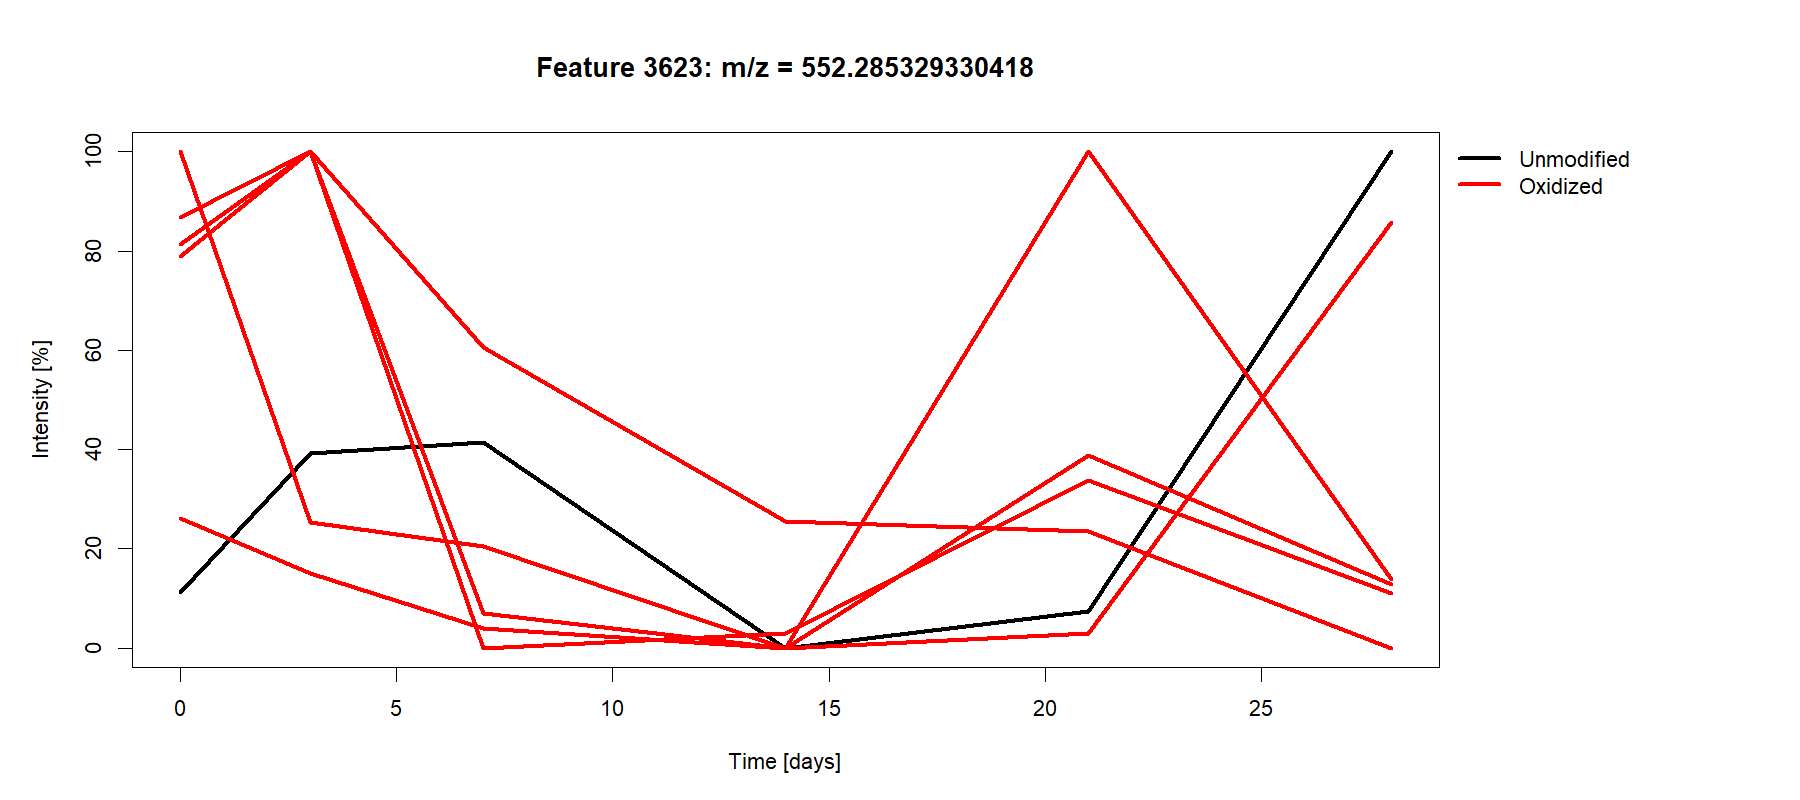 Feature 3623: m/z = 552.285329330418
100
80
60
40
20
0
Intensity [%]
0 5 10 15 20 25
Time [days]
Unmodified
Oxidized